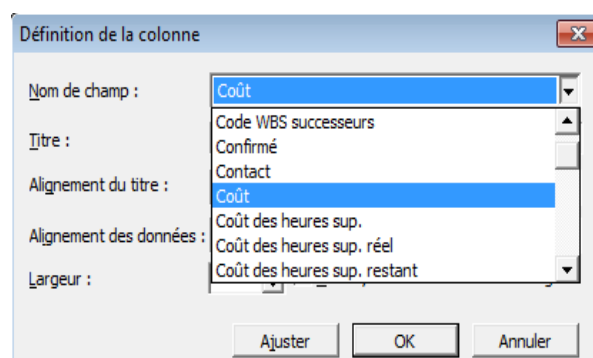 Définition de la colonne
Nom de champ :
Coût
Code WBS successeurs
Titre :
Confirmé
Contact
Alignement du titre :
Coût
Coût des heures sup.
Alignement des données :
Coût des heures sup. réel
Largeur :
Coût des heures sup. restant
Ajuster
OK
Annuler